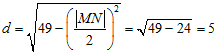 d = √(49 − (|MN|/2)²) = √(49 − 24) = 5